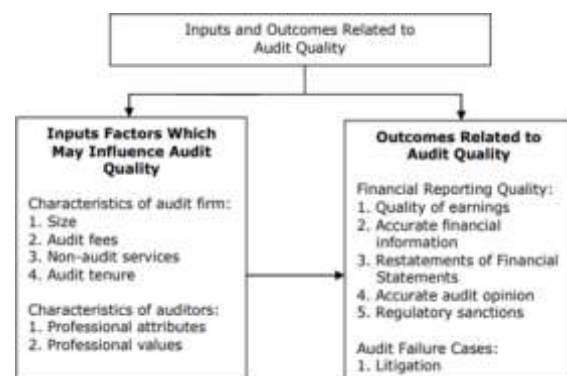 Inputs and Outcomes Related to
Audit Quality
Inputs Factors Which
May Influence Audit
Quality
Characteristics of audit firm:
1. Size
2. Audit fees
3. Non-audit services
4. Audit tenure
Characteristics of auditors:
1. Professional attributes
2. Professional values
Outcomes Related to
Audit Quality
Financial Reporting Quality:
1. Quality of earnings
2. Accurate financial
information
3. Restatements of Financial
Statements
4. Accurate audit opinion
5. Regulatory sanctions
Audit Failure Cases:
1. Litigation